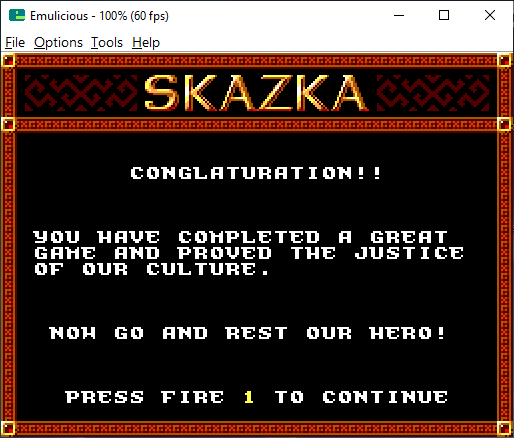 Emulicious - 100% (60 fps)
File Options Tools Help
SKAZKA
CONGLATURATION!!
YOU HAVE COMPLETED A GREAT
GAME AND PROVED THE JUSTICE
OF OUR CULTURE.
NOW GO AND REST OUR HERO!
PRESS FIRE 1 TO CONTINUE